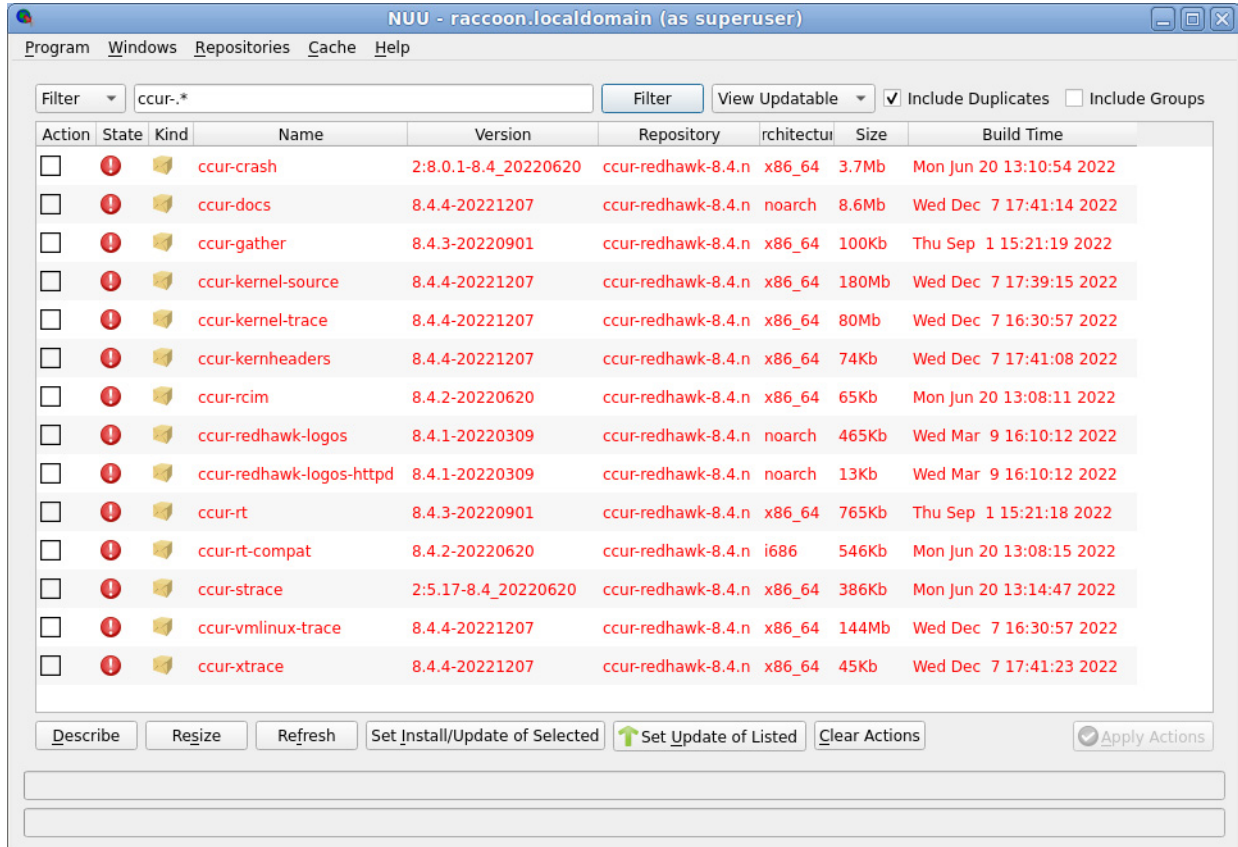 NUU - raccoon.localdomain (as superuser)
Program Windows Repositories Cache Help
Filter ccur-.* Filter View Updatable Include Duplicates Include Groups
Action State Kind Name Version Repository rchitectur Size Build Time
ccur-crash 2:8.0.1-8.4_20220620 ccur-redhawk-8.4.n x86_64 3.7Mb Mon Jun 20 13:10:54 2022
ccur-docs 8.4.4-20221207 ccur-redhawk-8.4.n noarch 8.6Mb Wed Dec 7 17:41:14 2022
ccur-gather 8.4.3-20220901 ccur-redhawk-8.4.n x86_64 100Kb Thu Sep 1 15:21:19 2022
ccur-kernel-source 8.4.4-20221207 ccur-redhawk-8.4.n x86_64 180Mb Wed Dec 7 17:39:15 2022
ccur-kernel-trace 8.4.4-20221207 ccur-redhawk-8.4.n x86_64 80Mb Wed Dec 7 16:30:57 2022
ccur-kernheaders 8.4.4-20221207 ccur-redhawk-8.4.n x86_64 74Kb Wed Dec 7 17:41:08 2022
ccur-rcim 8.4.2-20220620 ccur-redhawk-8.4.n x86_64 65Kb Mon Jun 20 13:08:11 2022
ccur-redhawk-logos 8.4.1-20220309 ccur-redhawk-8.4.n noarch 465Kb Wed Mar 9 16:10:12 2022
ccur-redhawk-logos-httpd 8.4.1-20220309 ccur-redhawk-8.4.n noarch 13Kb Wed Mar 9 16:10:12 2022
ccur-rt 8.4.3-20220901 ccur-redhawk-8.4.n x86_64 765Kb Thu Sep 1 15:21:18 2022
ccur-rt-compat 8.4.2-20220620 ccur-redhawk-8.4.n i686 546Kb Mon Jun 20 13:08:15 2022
ccur-strace 2:5.17-8.4_20220620 ccur-redhawk-8.4.n x86_64 386Kb Mon Jun 20 13:14:47 2022
ccur-vmlinux-trace 8.4.4-20221207 ccur-redhawk-8.4.n x86_64 144Mb Wed Dec 7 16:30:57 2022
ccur-xtrace 8.4.4-20221207 ccur-redhawk-8.4.n x86_64 45Kb Wed Dec 7 17:41:23 2022
Describe Resize Refresh Set Install/Update of Selected Set Update of Listed Clear Actions Apply Actions